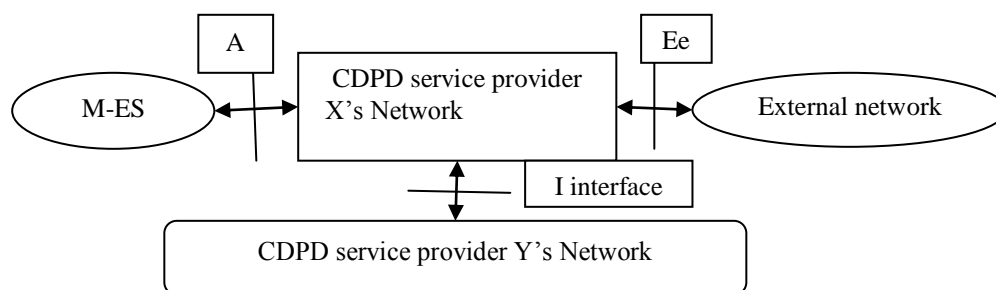 A
Ee
M-ES
CDPD service provider
X’s Network
External network
I interface
CDPD service provider Y’s Network